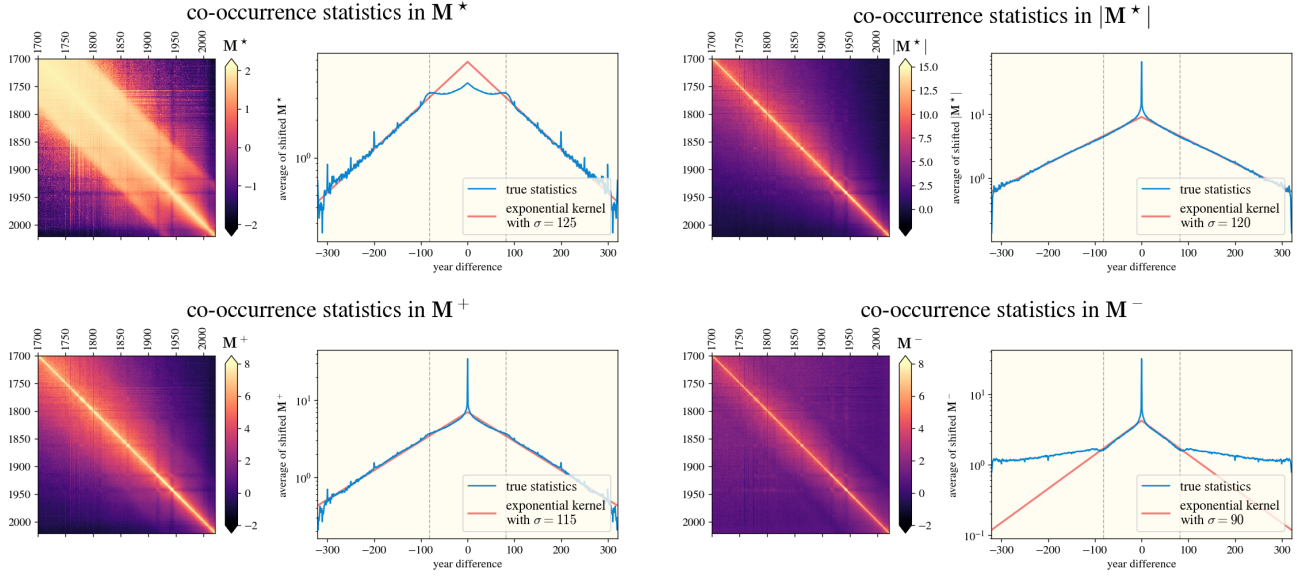 co-occurrence statistics in M⋆
1700 1750 1800 1850 1900 1950 2000
M⋆
1700
1750
1800
1850
1900
1950
2000
2
1
0
−1
−2
average of shifted M⋆
10⁰
true statistics
exponential kernel
with σ = 125
−300 −200 −100 0 100 200 300
year difference
co-occurrence statistics in |M⋆|
1700 1750 1800 1850 1900 1950 2000
|M⋆|
1700
1750
1800
1850
1900
1950
2000
15.0
12.5
10.0
7.5
5.0
2.5
0.0
average of shifted |M⋆|
10¹
10⁰
true statistics
exponential kernel
with σ = 120
−300 −200 −100 0 100 200 300
year difference
co-occurrence statistics in M⁺
1700 1750 1800 1850 1900 1950 2000
M⁺
1700
1750
1800
1850
1900
1950
2000
8
6
4
2
0
−2
average of shifted M⁺
10¹
10⁰
true statistics
exponential kernel
with σ = 115
−300 −200 −100 0 100 200 300
year difference
co-occurrence statistics in M⁻
1700 1750 1800 1850 1900 1950 2000
M⁻
1700
1750
1800
1850
1900
1950
2000
8
6
4
2
0
−2
average of shifted M⁻
10¹
10⁰
10⁻¹
true statistics
exponential kernel
with σ = 90
−300 −200 −100 0 100 200 300
year difference